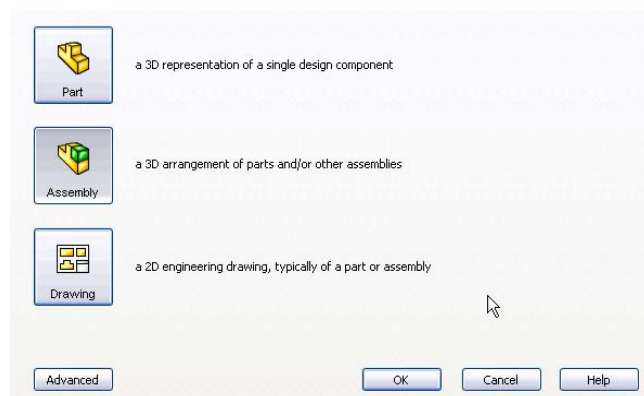 a 3D representation of a single design component
Part
a 3D arrangement of parts and/or other assemblies
Assembly
a 2D engineering drawing, typically of a part or assembly
Drawing
Advanced OK Cancel Help